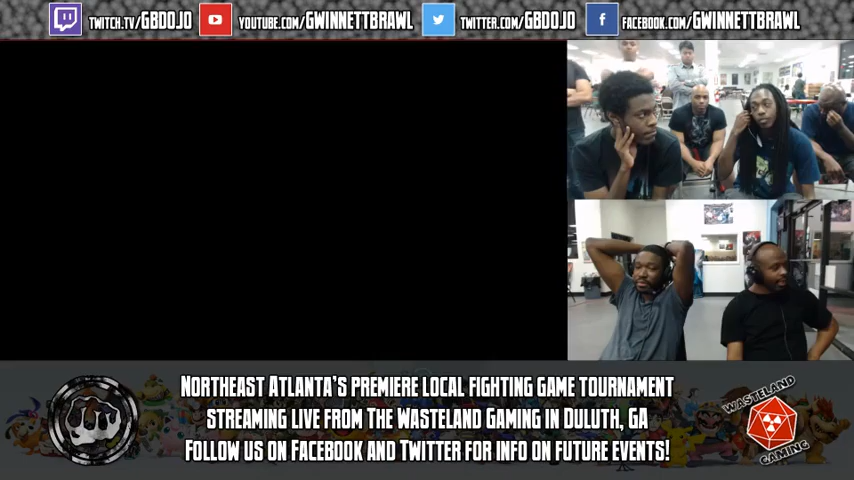 TWITCH.TV/GBDOJO
YOUTUBE.COM/GWINNETTBRAWL
TWITTER.COM/GBDOJO
FACEBOOK.COM/GWINNETTBRAWL
NORTHEAST ATLANTA'S PREMIERE LOCAL FIGHTING GAME TOURNAMENT
STREAMING LIVE FROM THE WASTELAND GAMING IN DULUTH, GA
FOLLOW US ON FACEBOOK AND TWITTER FOR INFO ON FUTURE EVENTS!
WASTELAND
GAMING